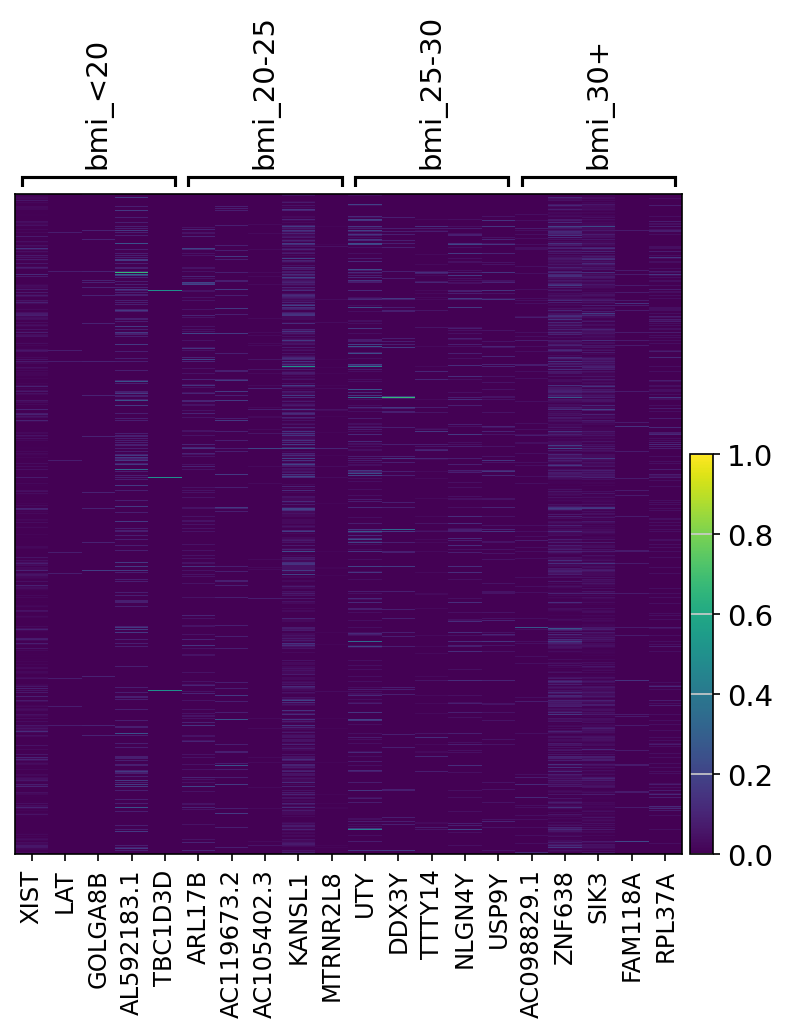 bmi_<20
bmi_20-25
bmi_25-30
bmi_30+
1.0
0.8
0.6
0.4
0.2
0.0
XIST
LAT
GOLGA8B
AL592183.1
TBC1D3D
ARL17B
AC119673.2
AC105402.3
KANSL1
MTRNR2L8
UTY
DDX3Y
TTTY14
NLGN4Y
USP9Y
AC098829.1
ZNF638
SIK3
FAM118A
RPL37A